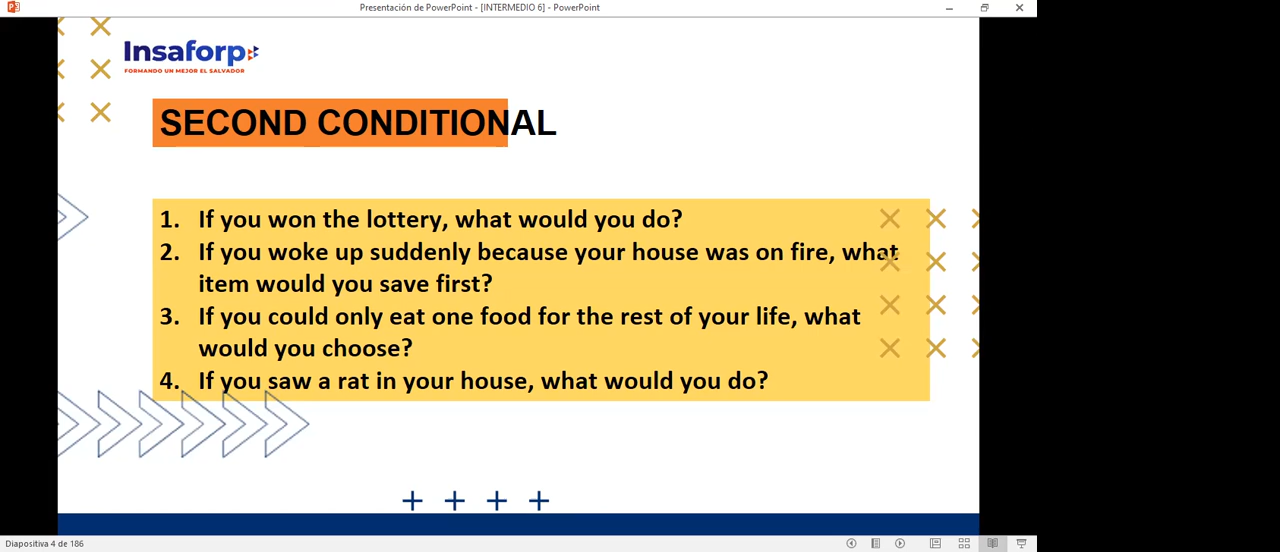 Presentación de PowerPoint - [INTERMEDIO 6] - PowerPoint
Insaforp
FORMANDO UN MEJOR EL SALVADOR
SECOND CONDITIONAL
1. If you won the lottery, what would you do?
2. If you woke up suddenly because your house was on fire, what
item would you save first?
3. If you could only eat one food for the rest of your life, what
would you choose?
4. If you saw a rat in your house, what would you do?
Diapositiva 4 de 186